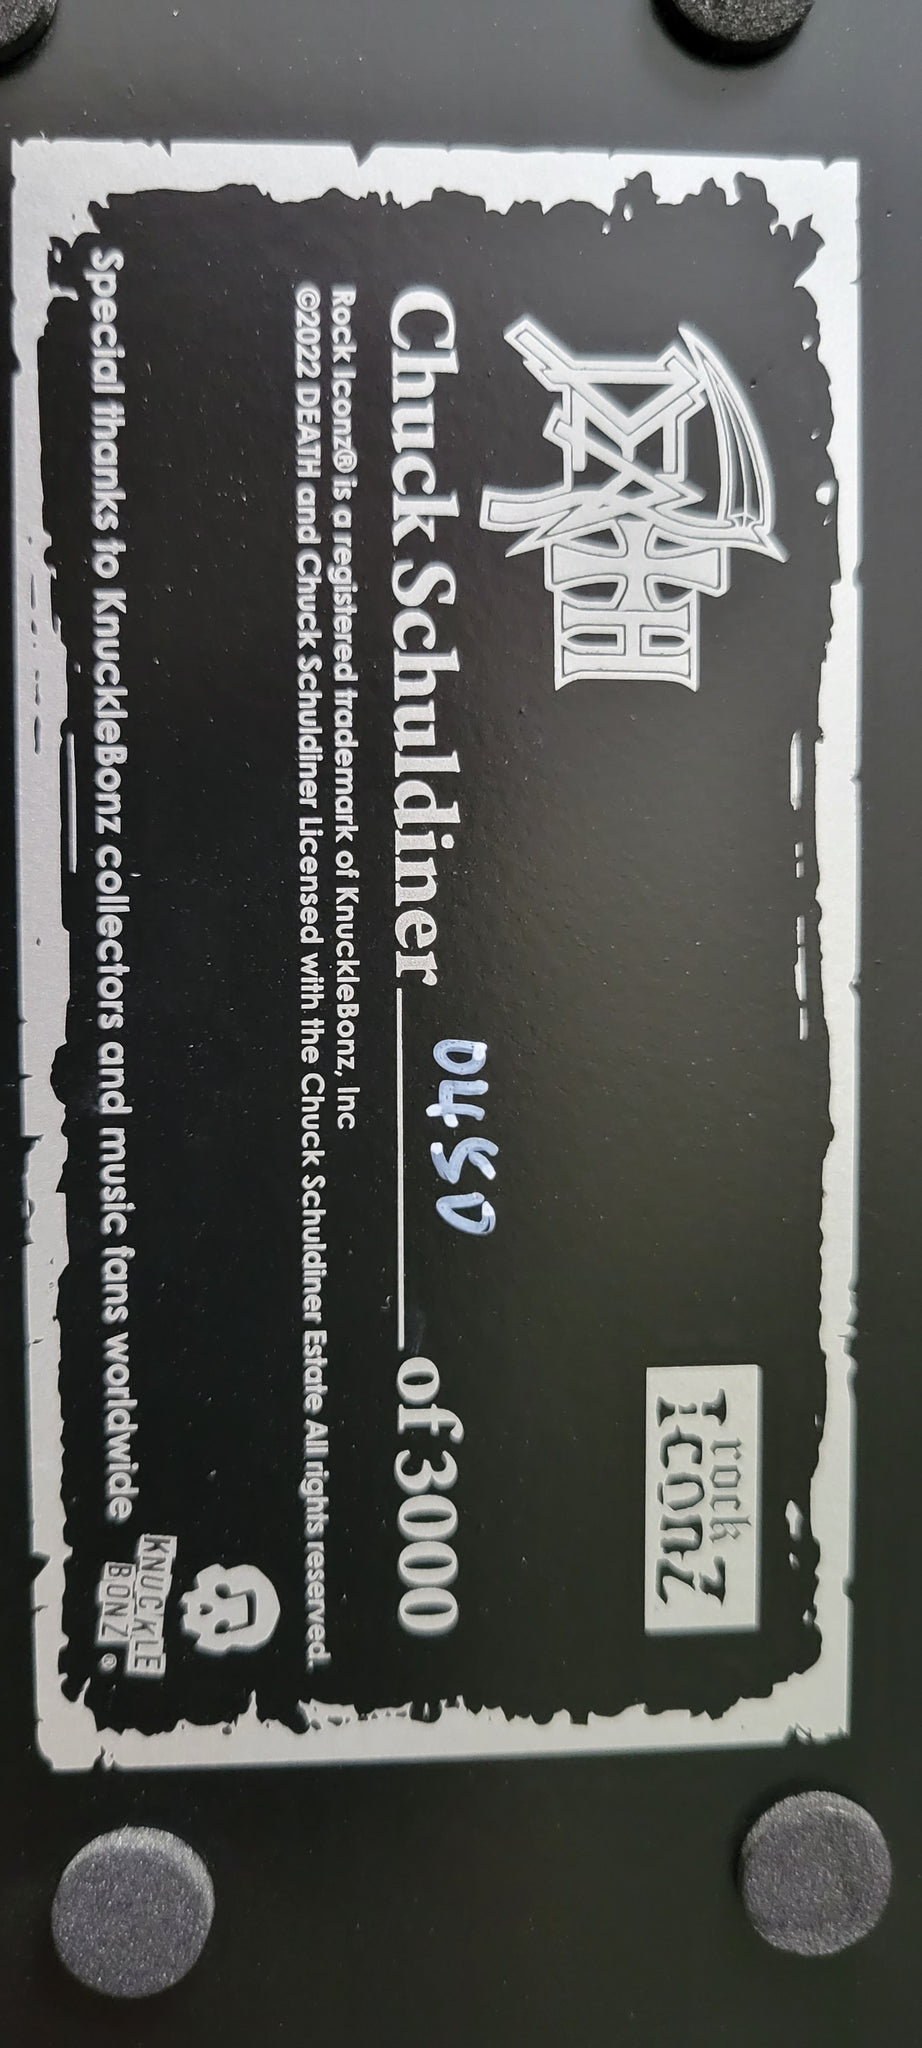 DEATH
rock
Iconz
Chuck Schuldiner 0450 of 3000
Rock Iconz® is a registered trademark of KnuckleBonz, Inc
©2022 DEATH and Chuck Schuldiner Licensed with the Chuck Schuldiner Estate All rights reserved.
Special thanks to KnuckleBonz collectors and music fans worldwide
KNUCKLE
BONZ ®